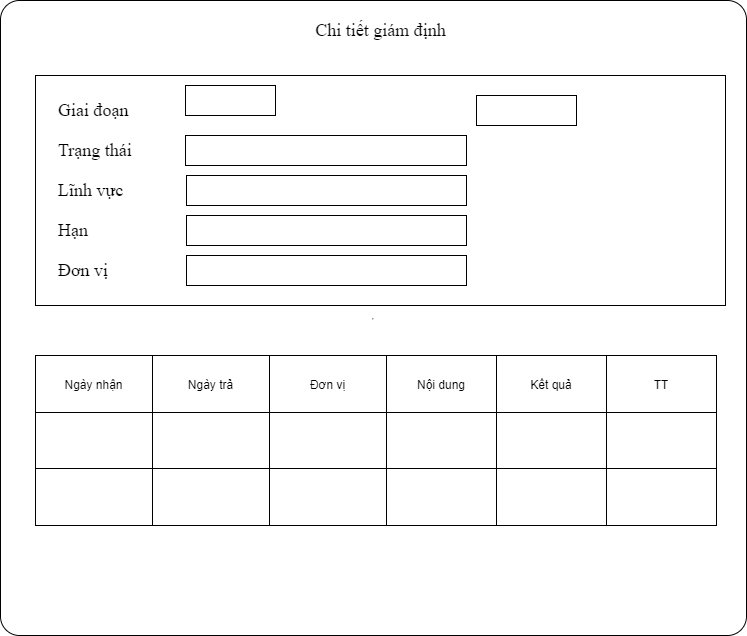 Chi tiết giám định
Giai đoạn
Trạng thái
Lĩnh vực
Hạn
Đơn vị
Ngày nhận Ngày trả Đơn vị Nội dung Kết quả TT